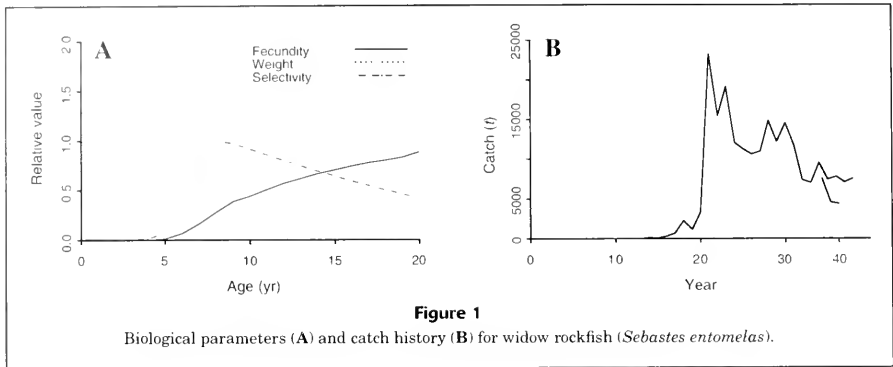 A
Fecundity
Weight
Selectivity
Relative value
2.0
1.5
1.0
0.5
0.0
0 5 10 15 20
Age (yr)
B
Catch (t)
25000
15000
5000
0
0 10 20 30 40
Year
Figure 1
Biological parameters (A) and catch history (B) for widow rockfish (Sebastes entomelas).